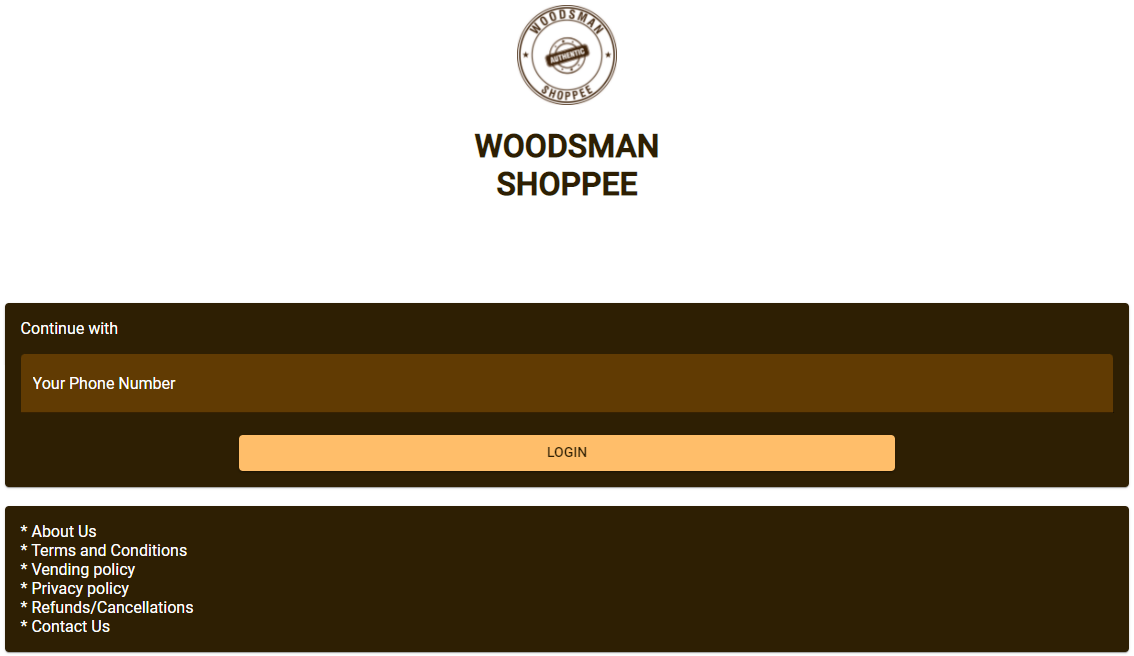 WOODSMAN
AUTHENTIC
SHOPPEE
WOODSMAN
SHOPPEE
Continue with
Your Phone Number
LOGIN
* About Us
* Terms and Conditions
* Vending policy
* Privacy policy
* Refunds/Cancellations
* Contact Us